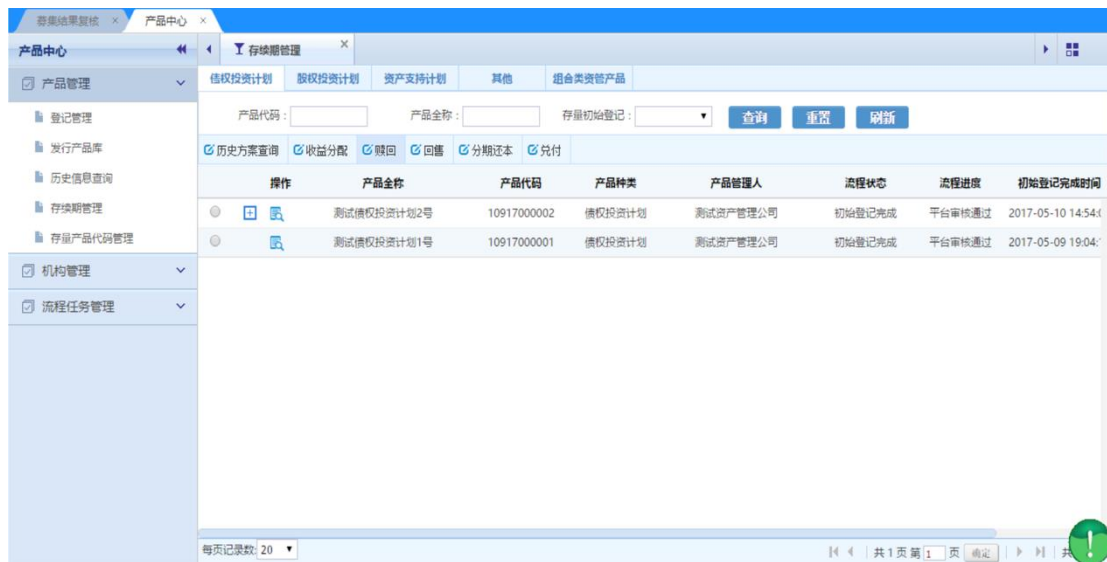 募集结果复核 × 产品中心 ×
产品中心 存续期管理 ×
产品管理
登记管理
发行产品库
历史信息查询
存续期管理
存量产品代码管理
机构管理
流程任务管理
债权投资计划 股权投资计划 资产支持计划 其他 组合类资管产品
产品代码: 产品全称: 存量初始登记: 查询 重置 刷新
历史方案查询 收益分配 赎回 回售 分期还本 兑付
操作 产品全称 产品代码 产品种类 产品管理人 流程状态 流程进度 初始登记完成时间
测试债权投资计划2号 10917000002 债权投资计划 测试资产管理公司 初始登记完成 平台审核通过 2017-05-10 14:54:
测试债权投资计划1号 10917000001 债权投资计划 测试资产管理公司 初始登记完成 平台审核通过 2017-05-09 19:04:
每页记录数: 20 共 1 页 第 1 页 确定 共